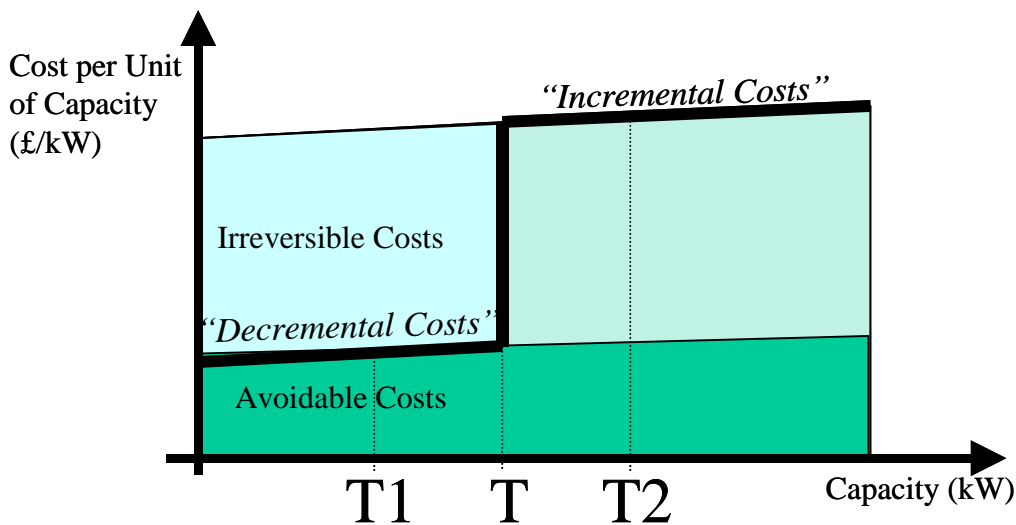 Cost per Unit
of Capacity
(£/kW)
“Incremental Costs”
Irreversible Costs
“Decremental Costs”
Avoidable Costs
T1 T T2
Capacity (kW)